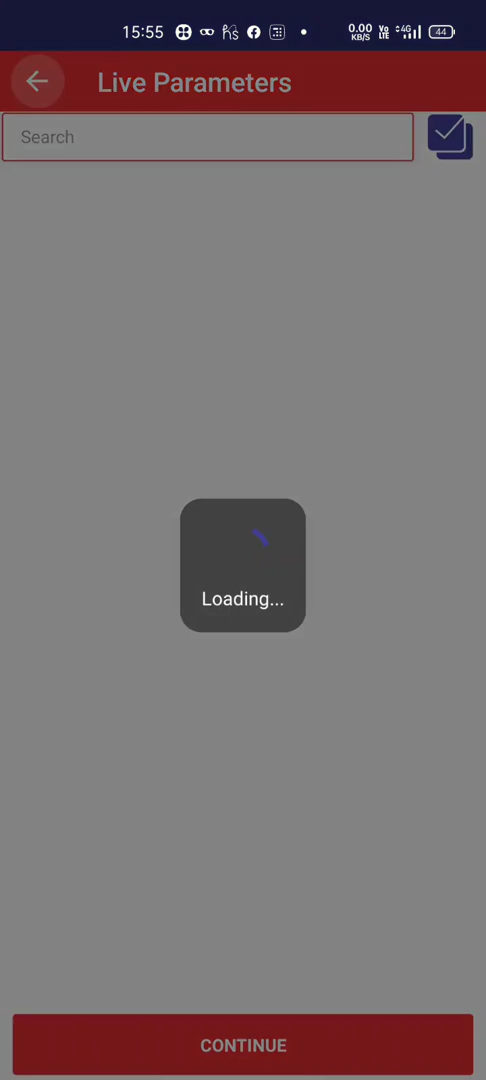 15:55
0.00 KB/S Vo LTE 4G 44
Live Parameters
Search
Loading...
CONTINUE